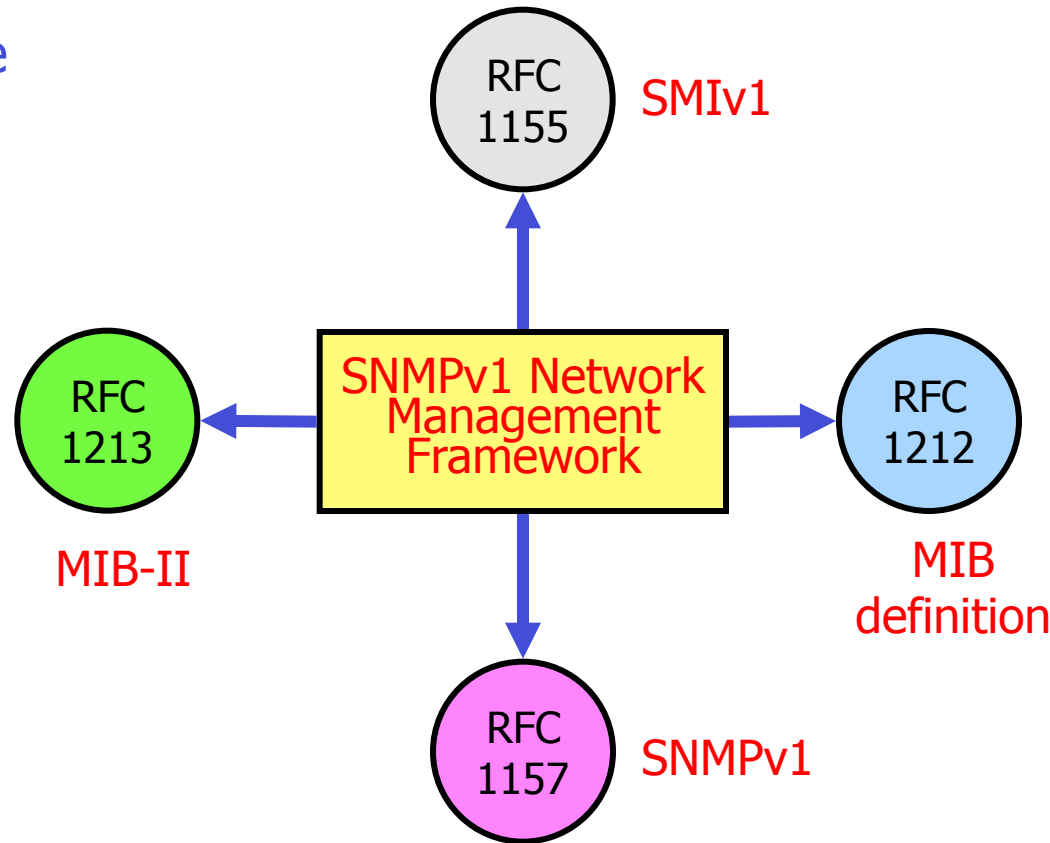 e
RFC
1155
SMIv1
SNMPv1 Network
Management
Framework
RFC
1213
MIB-II
RFC
1212
MIB
definition
RFC
1157
SNMPv1